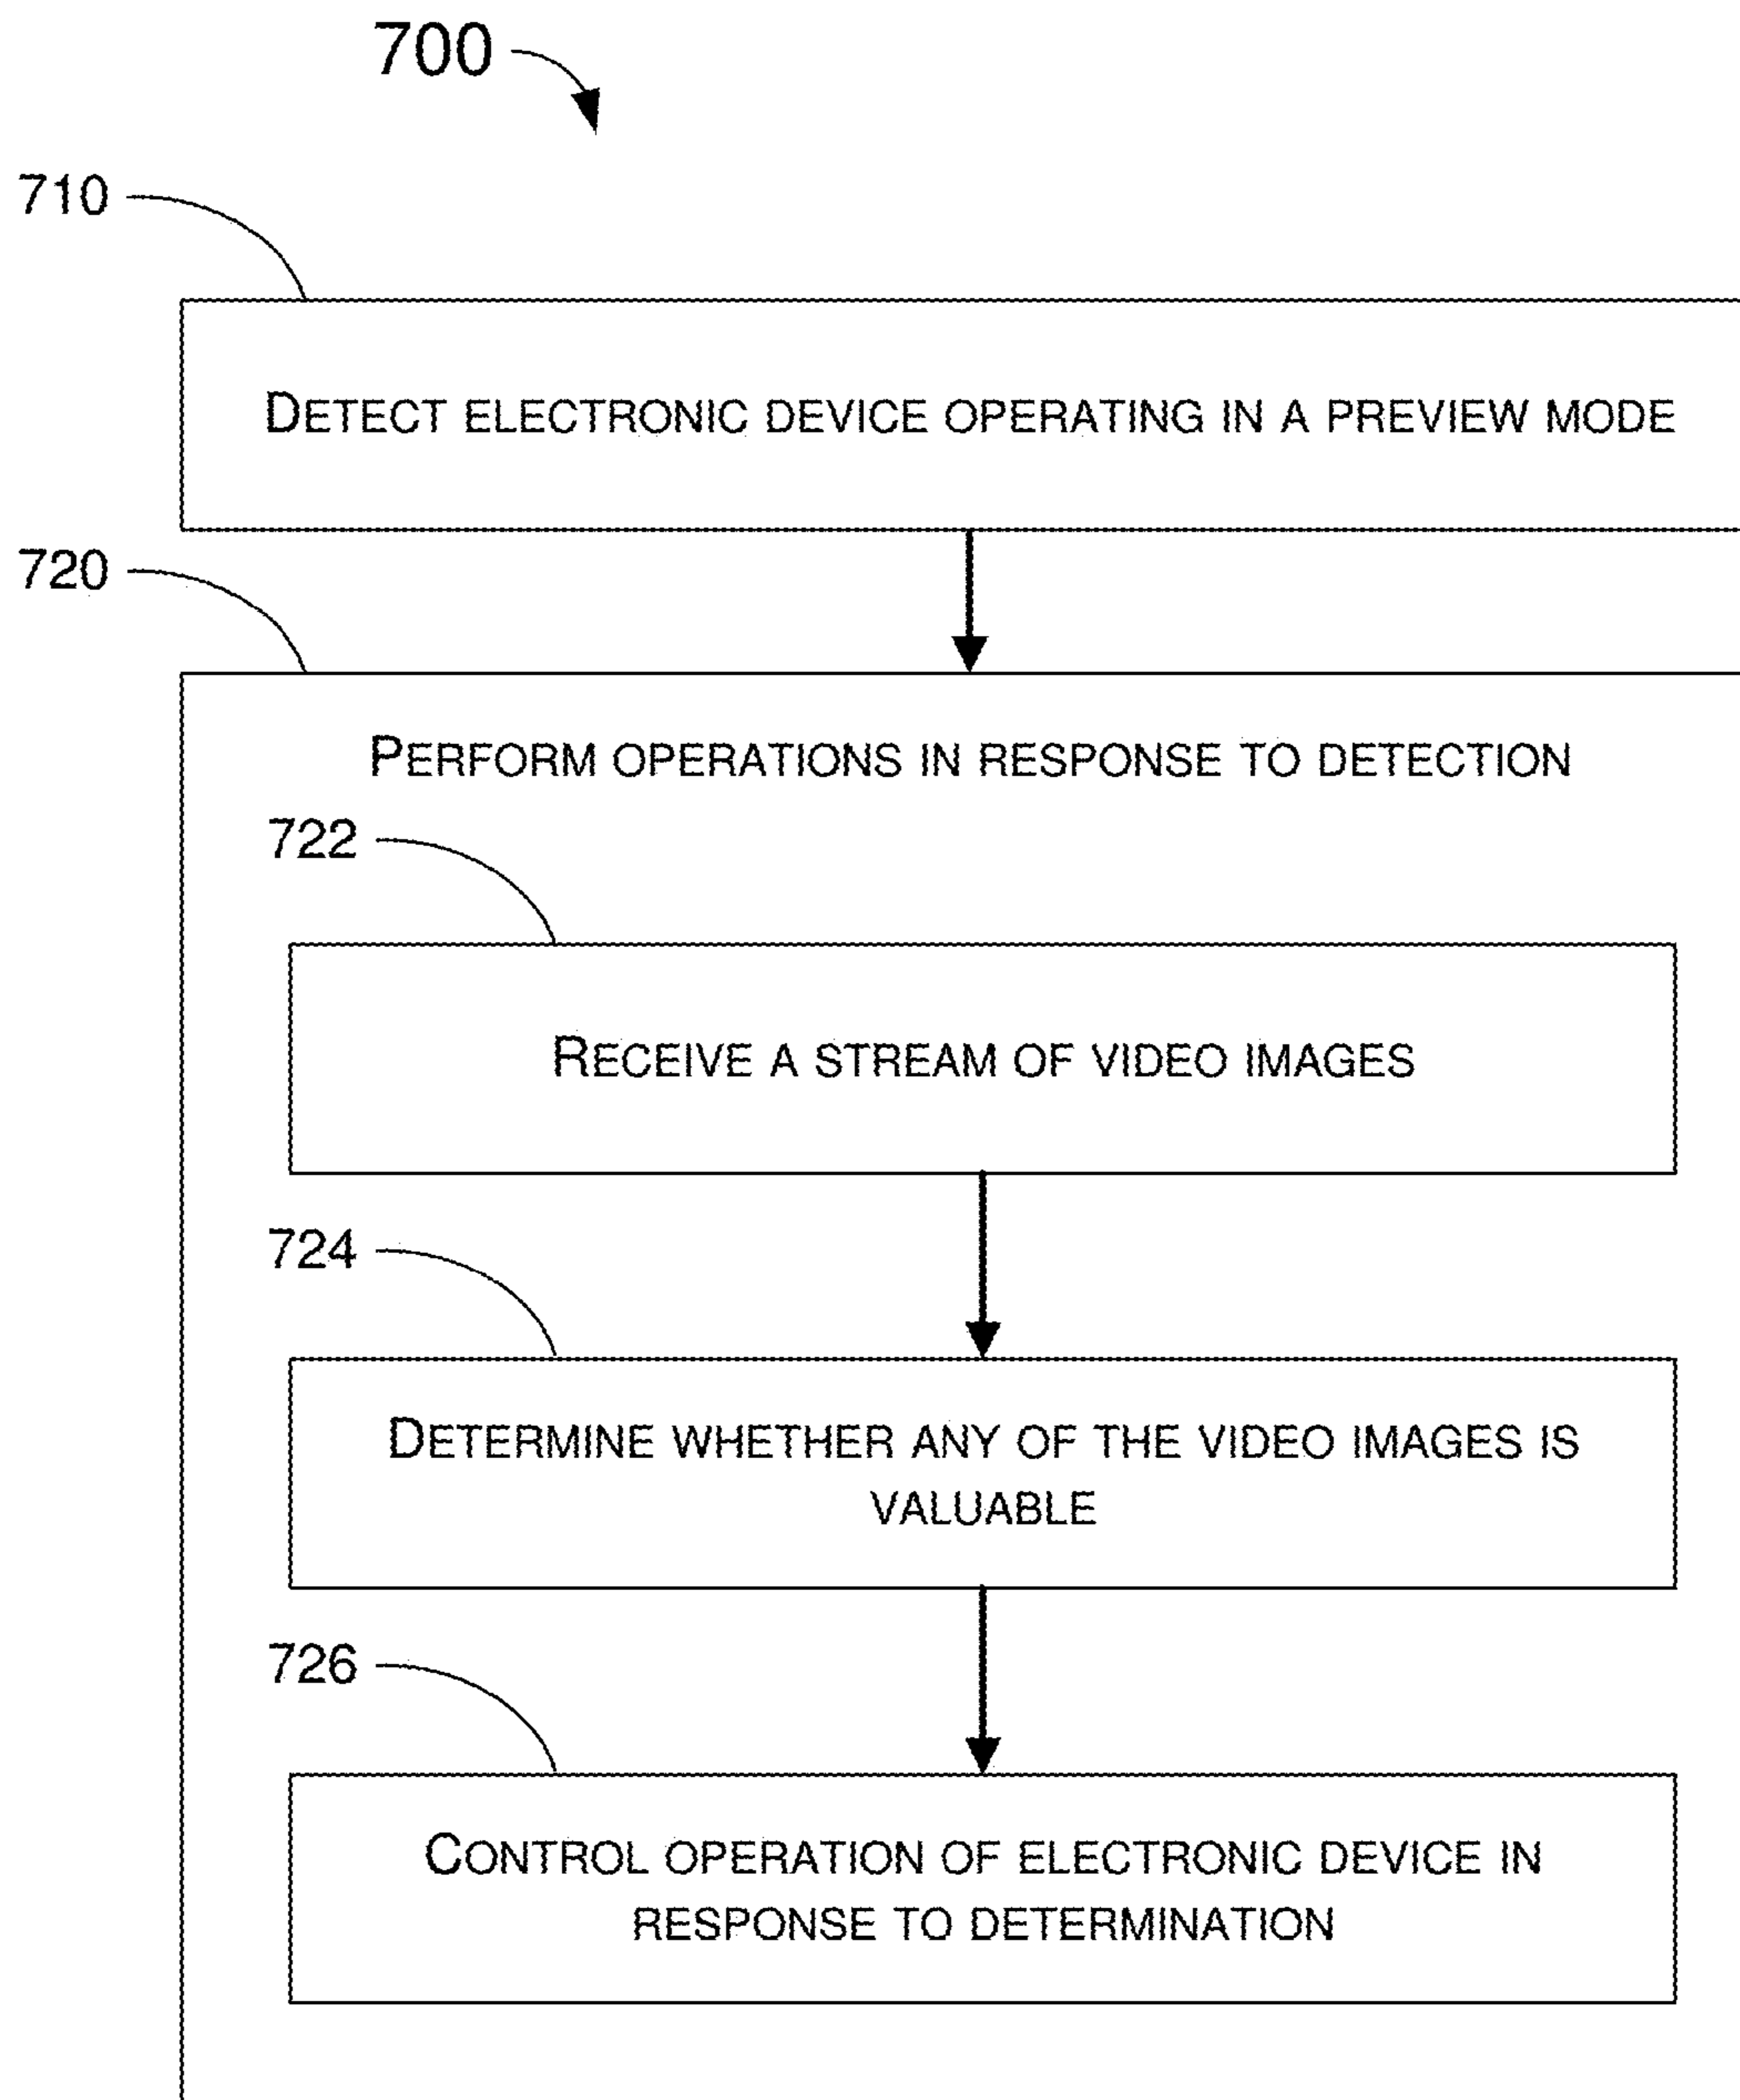 700
710
DETECT ELECTRONIC DEVICE OPERATING IN A PREVIEW MODE
720
PERFORM OPERATIONS IN RESPONSE TO DETECTION
722
RECEIVE A STREAM OF VIDEO IMAGES
724
DETERMINE WHETHER ANY OF THE VIDEO IMAGES IS
VALUABLE
726
CONTROL OPERATION OF ELECTRONIC DEVICE IN
RESPONSE TO DETERMINATION